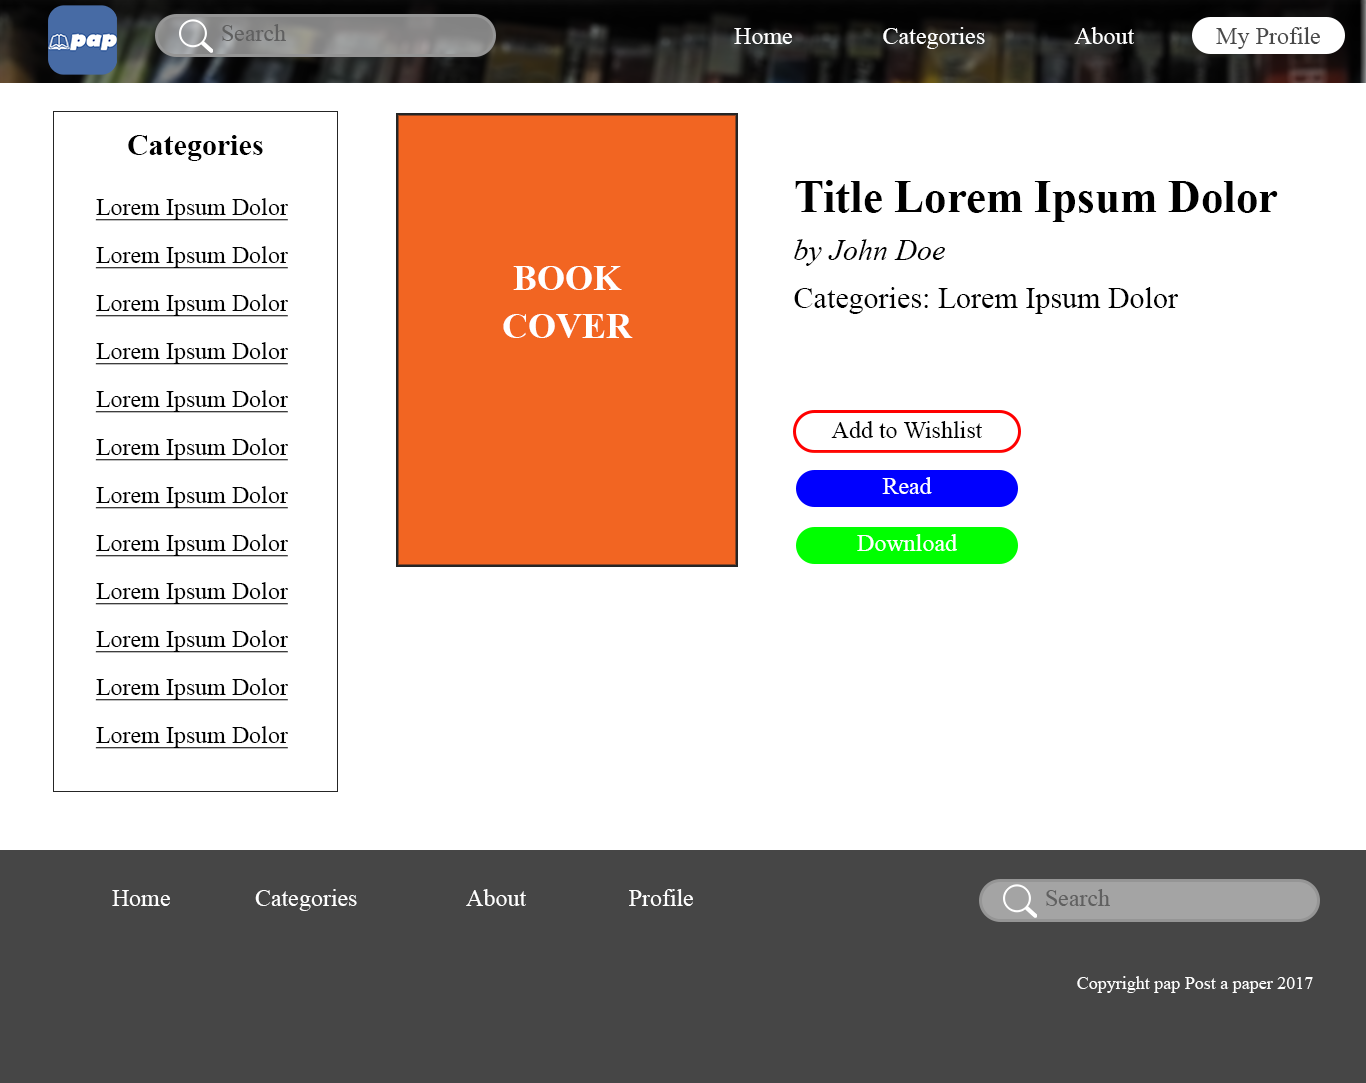 pap
Search
Home
Categories
About
My Profile
Categories
Lorem Ipsum Dolor
Lorem Ipsum Dolor
Lorem Ipsum Dolor
Lorem Ipsum Dolor
Lorem Ipsum Dolor
Lorem Ipsum Dolor
Lorem Ipsum Dolor
Lorem Ipsum Dolor
Lorem Ipsum Dolor
Lorem Ipsum Dolor
Lorem Ipsum Dolor
Lorem Ipsum Dolor
BOOK
COVER
Title Lorem Ipsum Dolor
by John Doe
Categories: Lorem Ipsum Dolor
Add to Wishlist
Read
Download
Home
Categories
About
Profile
Search
Copyright pap Post a paper 2017